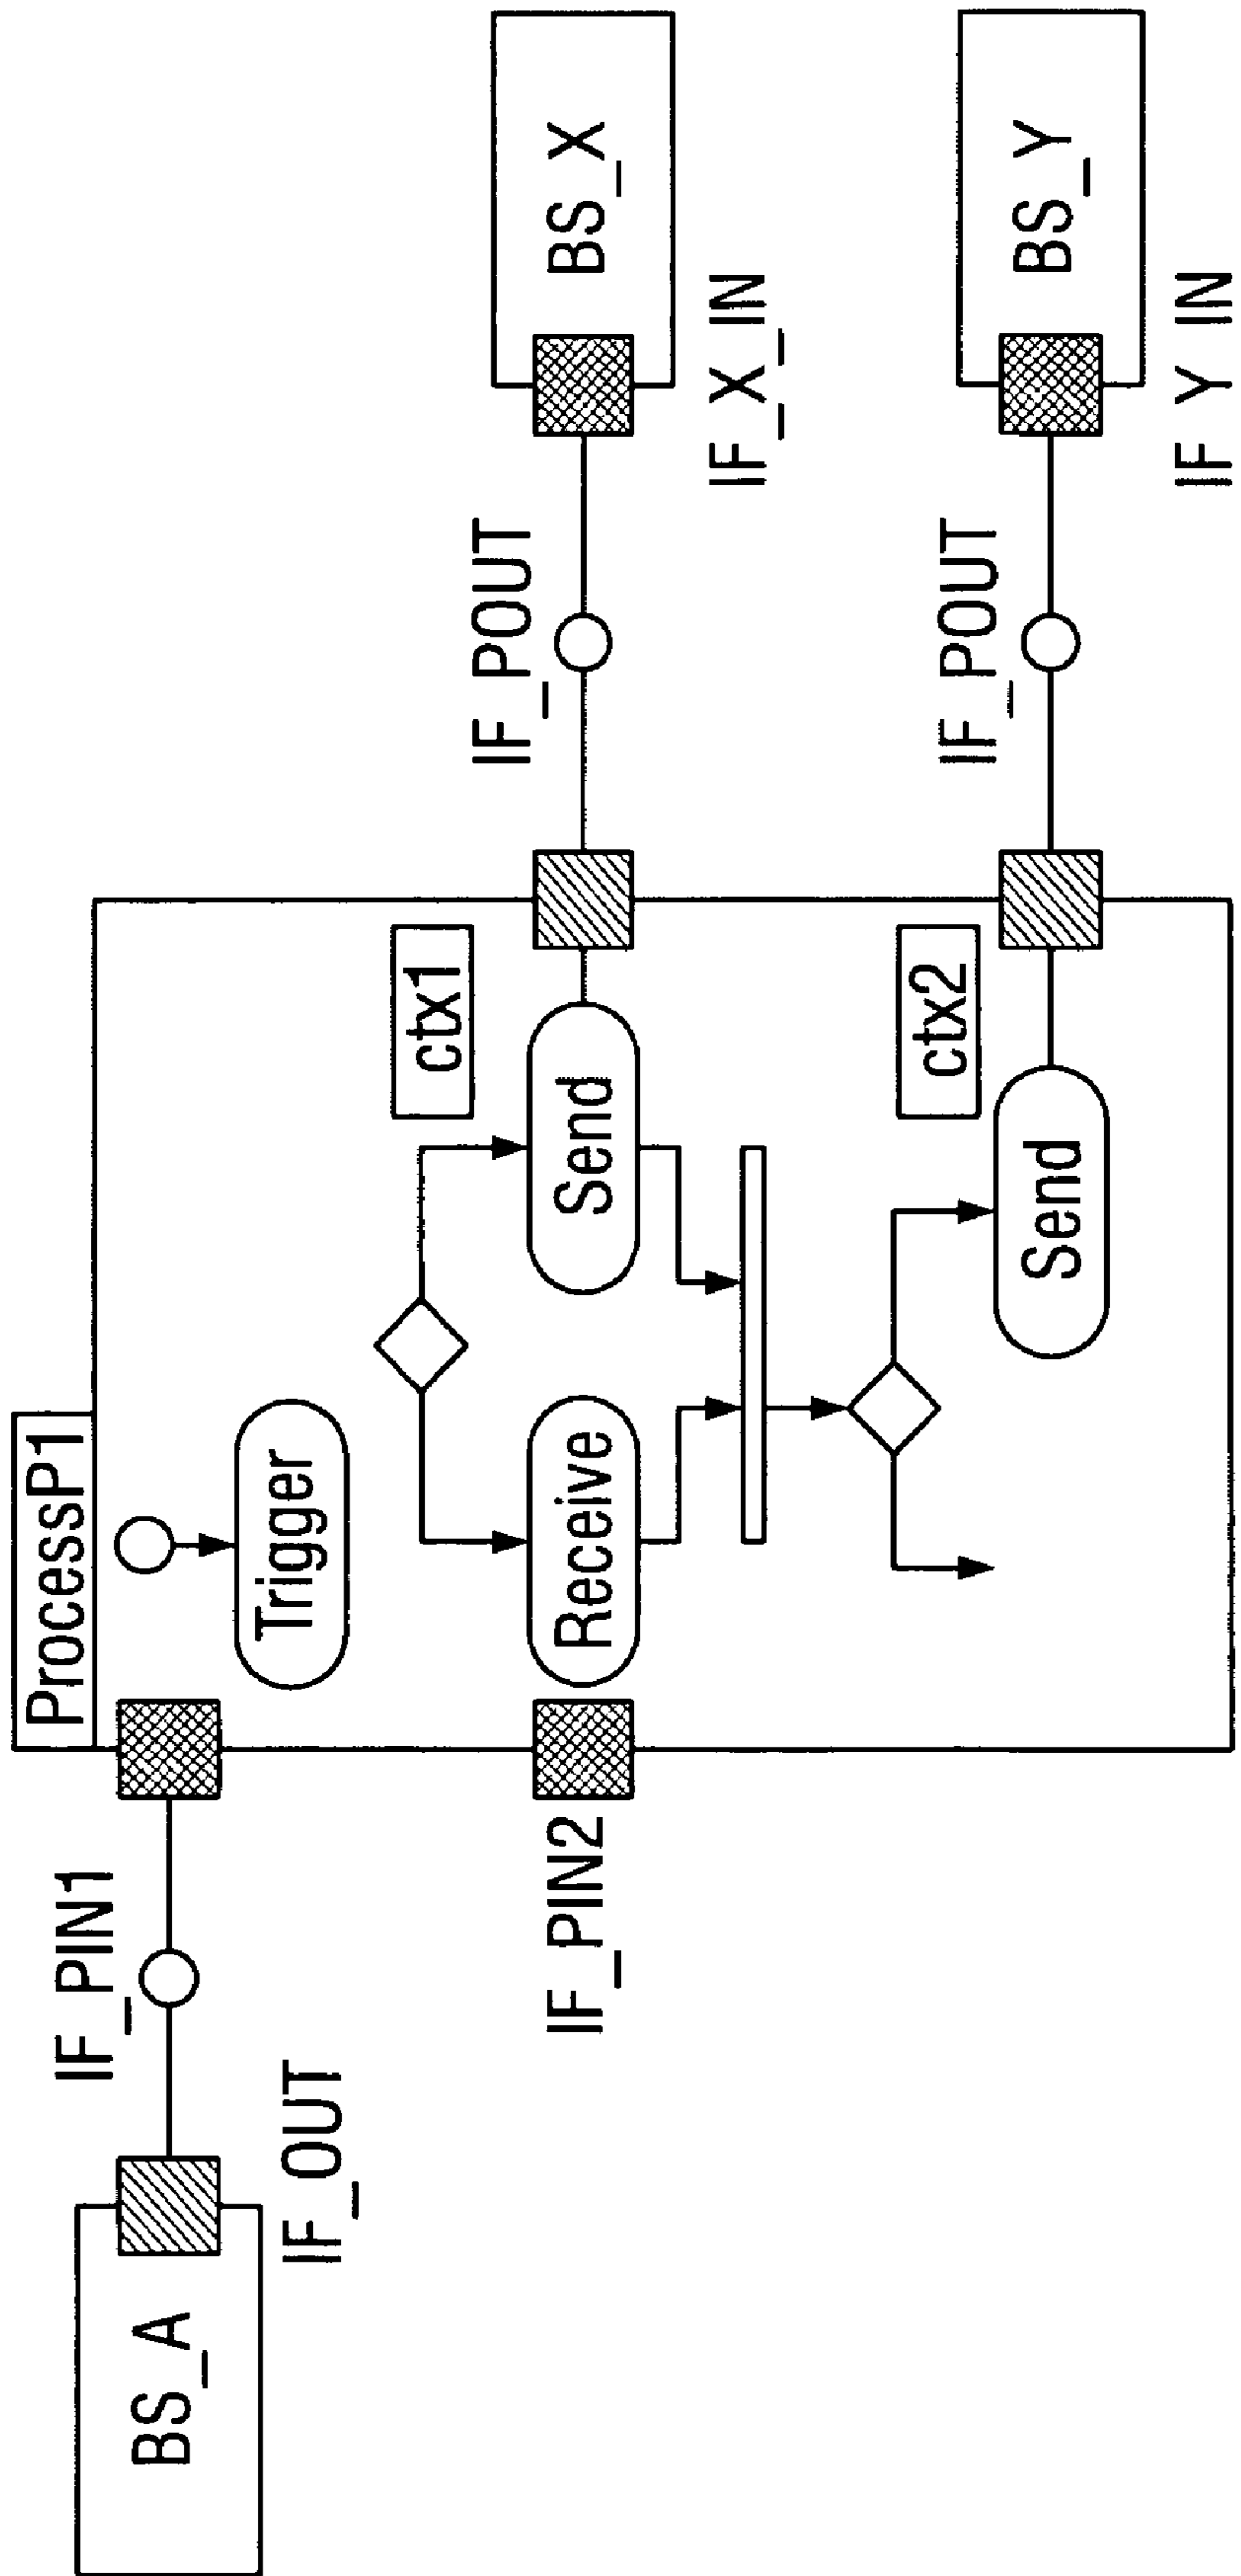 ProcessP1
IF_PIN1
BS_A
IF_OUT
Trigger
ctx1
IF_POUT
BS_X
IF_PIN2
Receive
Send
IF_X_IN
ctx2
IF_POUT
BS_Y
Send
IF_Y_IN